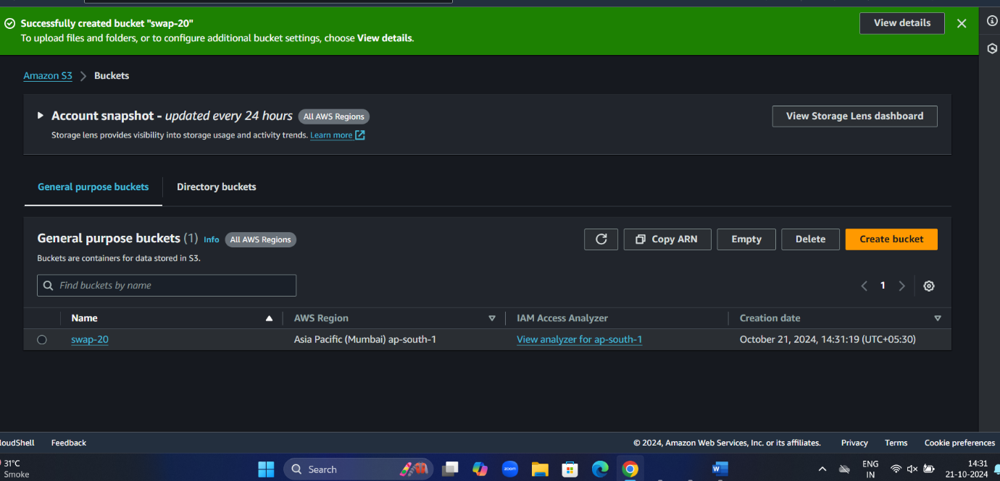 Successfully created bucket "swap-20"
To upload files and folders, or to configure additional bucket settings, choose View details.
View details
Amazon S3 > Buckets
Account snapshot - updated every 24 hours All AWS Regions
View Storage Lens dashboard
Storage lens provides visibility into storage usage and activity trends. Learn more
General purpose buckets Directory buckets
General purpose buckets (1) Info All AWS Regions
Copy ARN Empty Delete Create bucket
Buckets are containers for data stored in S3.
Find buckets by name
1
Name AWS Region IAM Access Analyzer Creation date
swap-20 Asia Pacific (Mumbai) ap-south-1 View analyzer for ap-south-1 October 21, 2024, 14:31:19 (UTC+05:30)
loudShell Feedback © 2024, Amazon Web Services, Inc. or its affiliates. Privacy Terms Cookie preferences
31°C
Smoke
Search
zoom
W
ENG
IN
14:31
21-10-2024